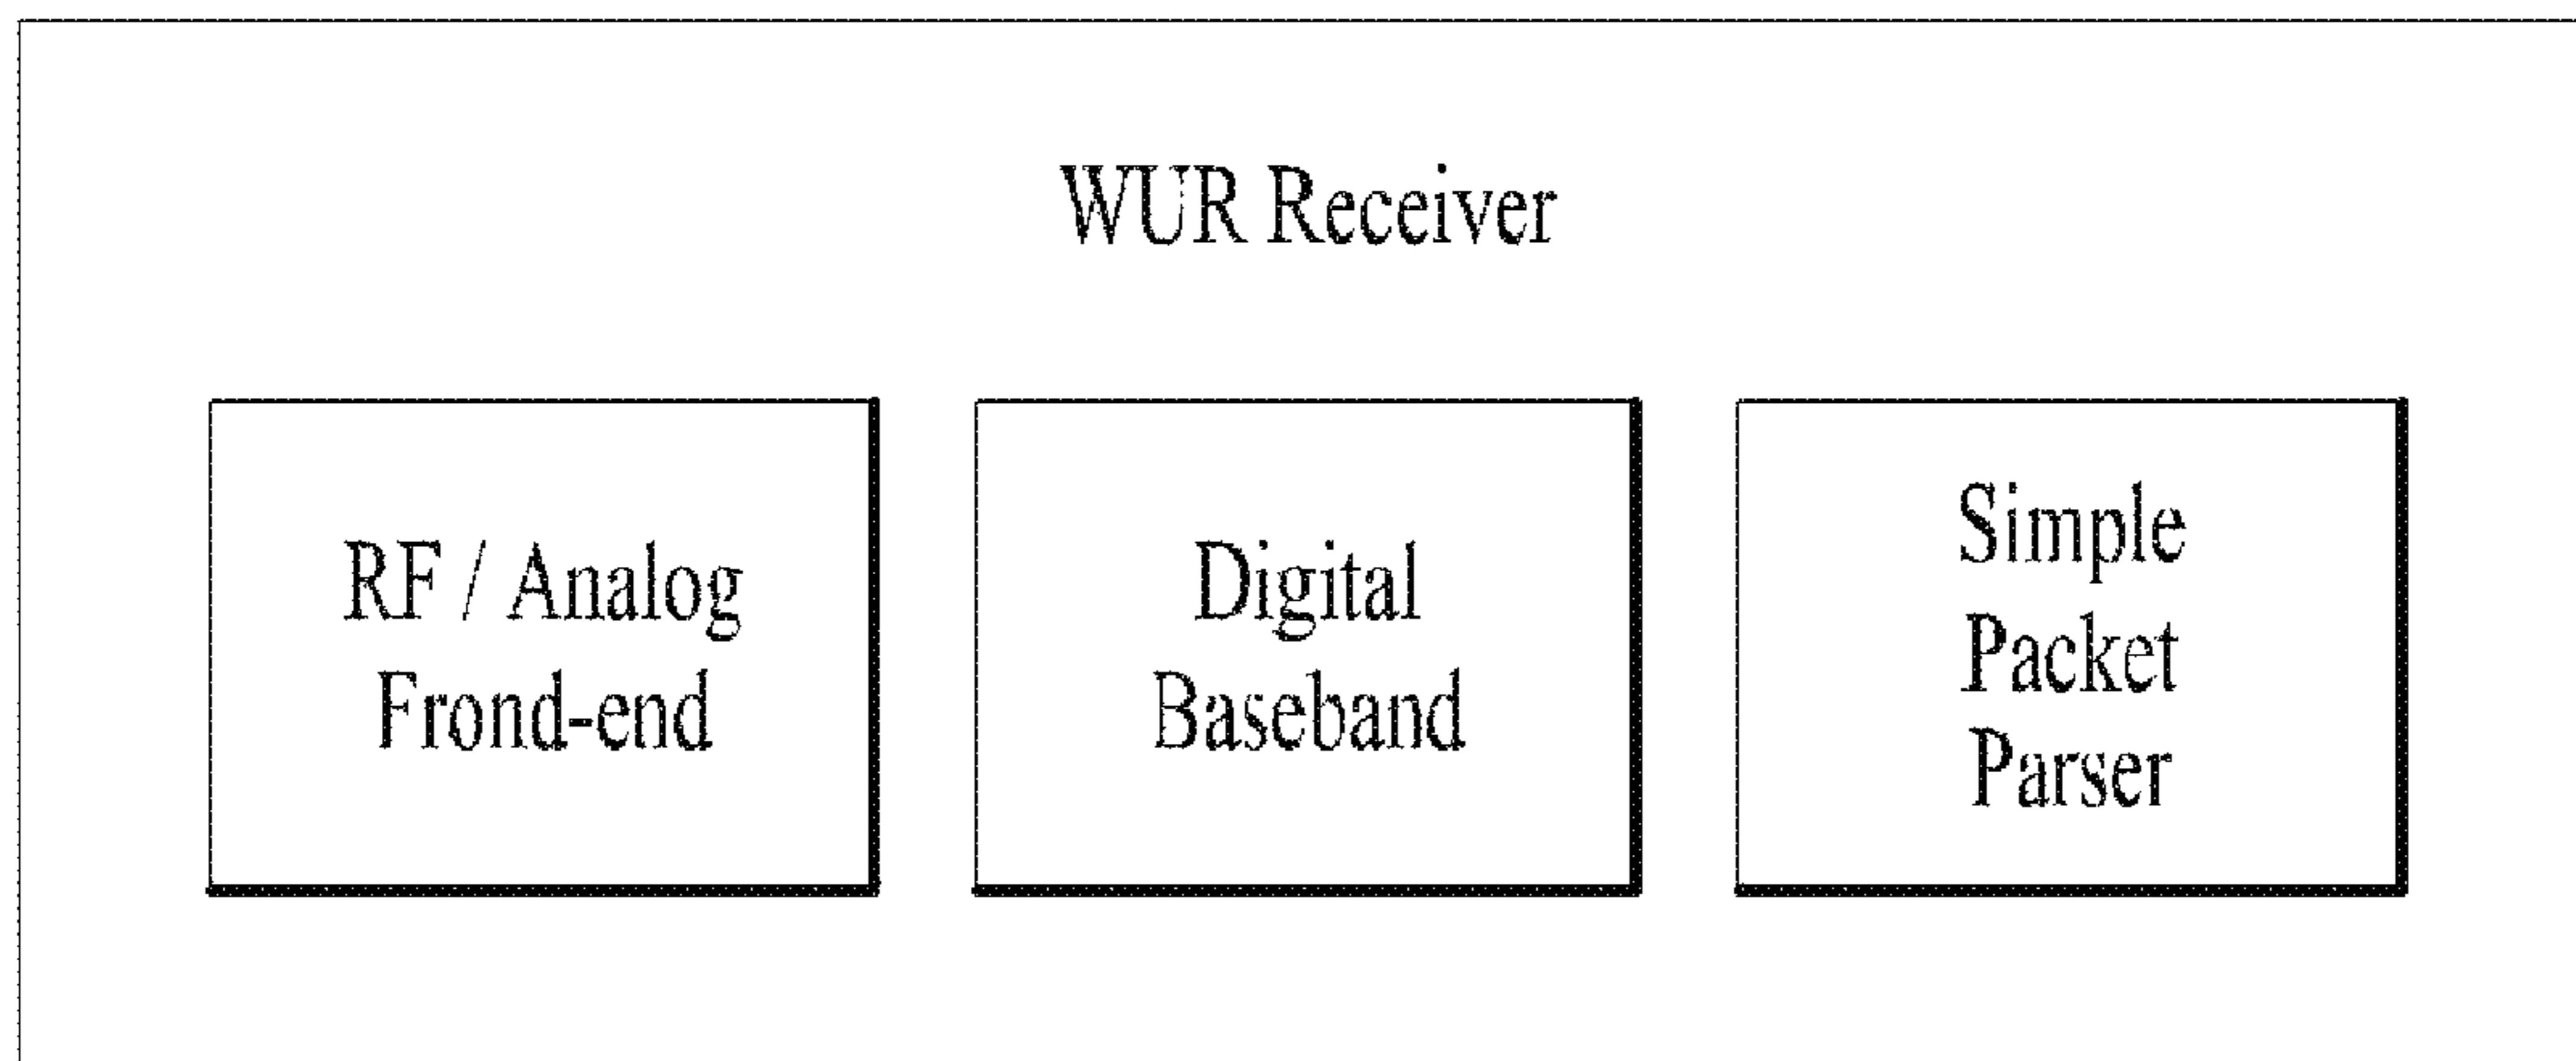 WUR Receiver
RF / Analog
Frond-end
Digital
Baseband
Simple
Packet
Parser